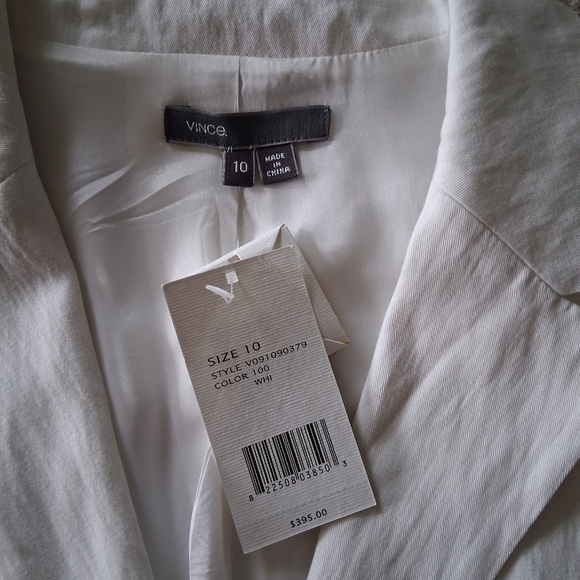 VINCE.
10
MADE
IN
CHINA
SIZE 10
STYLE V091090379
COLOR 100
WHI
8 22508 03850 3
$395.00